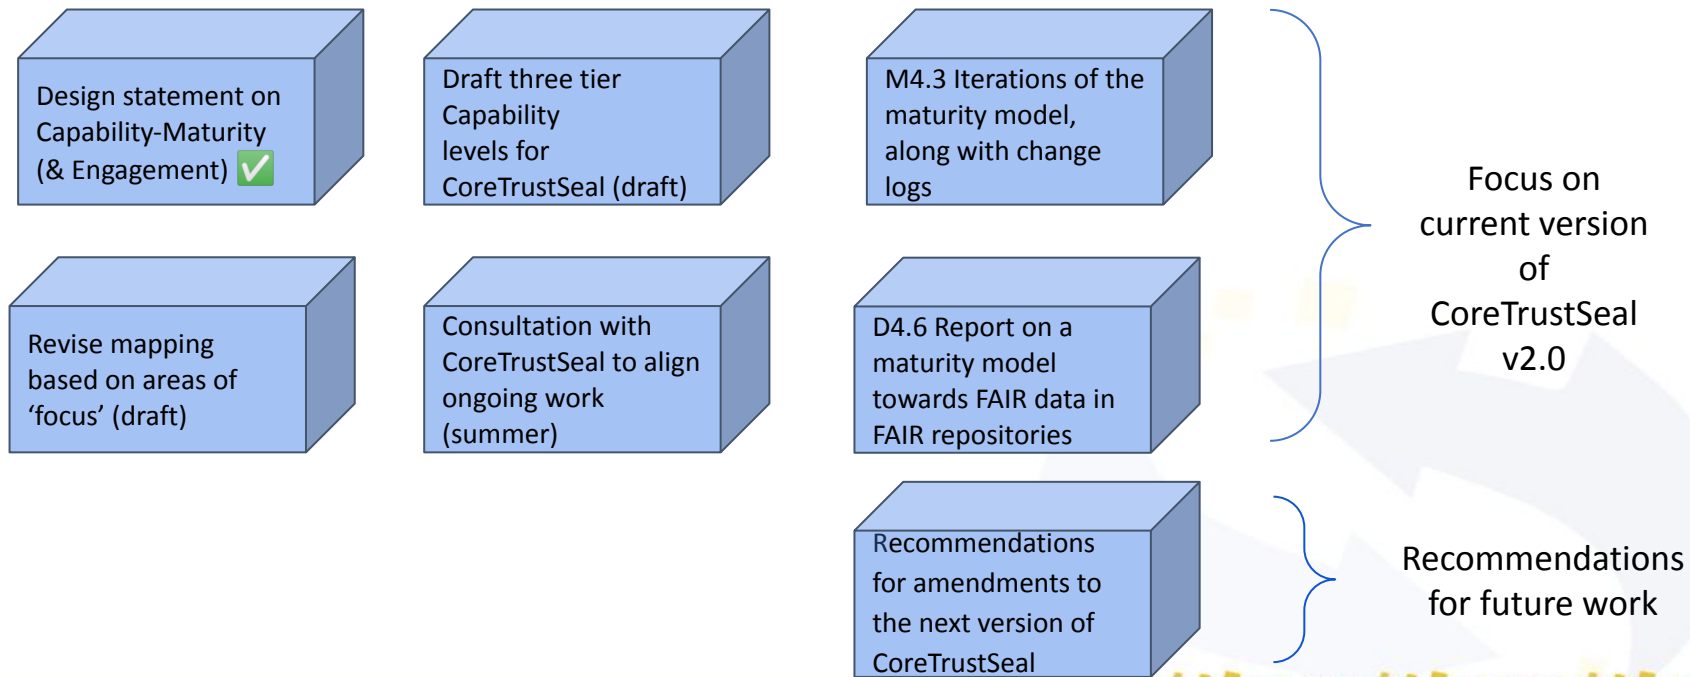 Design statement on
Capability-Maturity
(& Engagement) ✅
Draft three tier
Capability
levels for
CoreTrustSeal (draft)
M4.3 Iterations of the
maturity model,
along with change
logs
Focus on
current version
of
CoreTrustSeal
v2.0
Revise mapping
based on areas of
‘focus’ (draft)
Consultation with
CoreTrustSeal to align
ongoing work
(summer)
D4.6 Report on a
maturity model
towards FAIR data in
FAIR repositories
Recommendations
for amendments to
the next version of
CoreTrustSeal
Recommendations
for future work